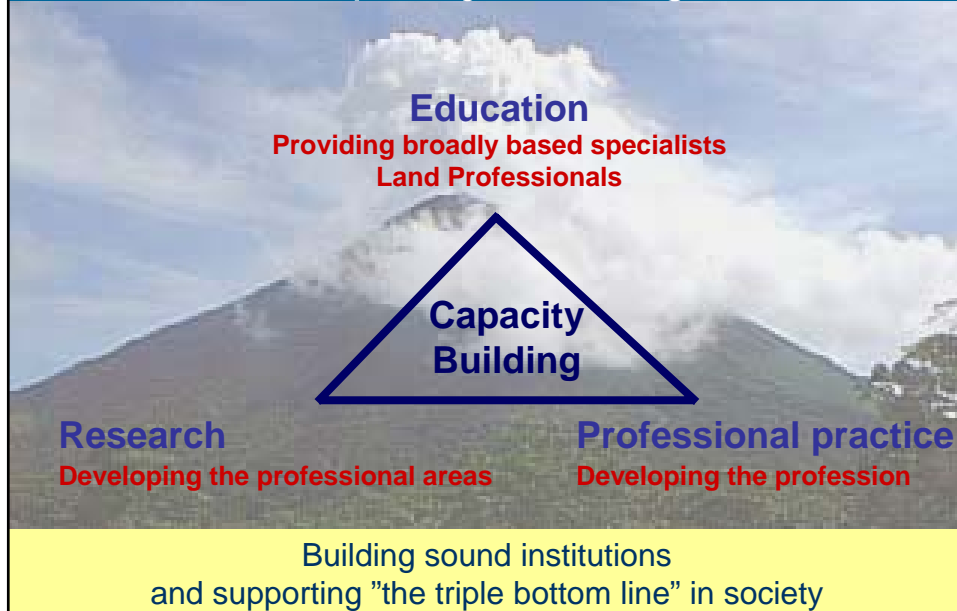 Education
Providing broadly based specialists
Land Professionals
Capacity
Building
Research
Developing the professional areas
Professional practice
Developing the profession
Building sound institutions
and supporting ”the triple bottom line” in society